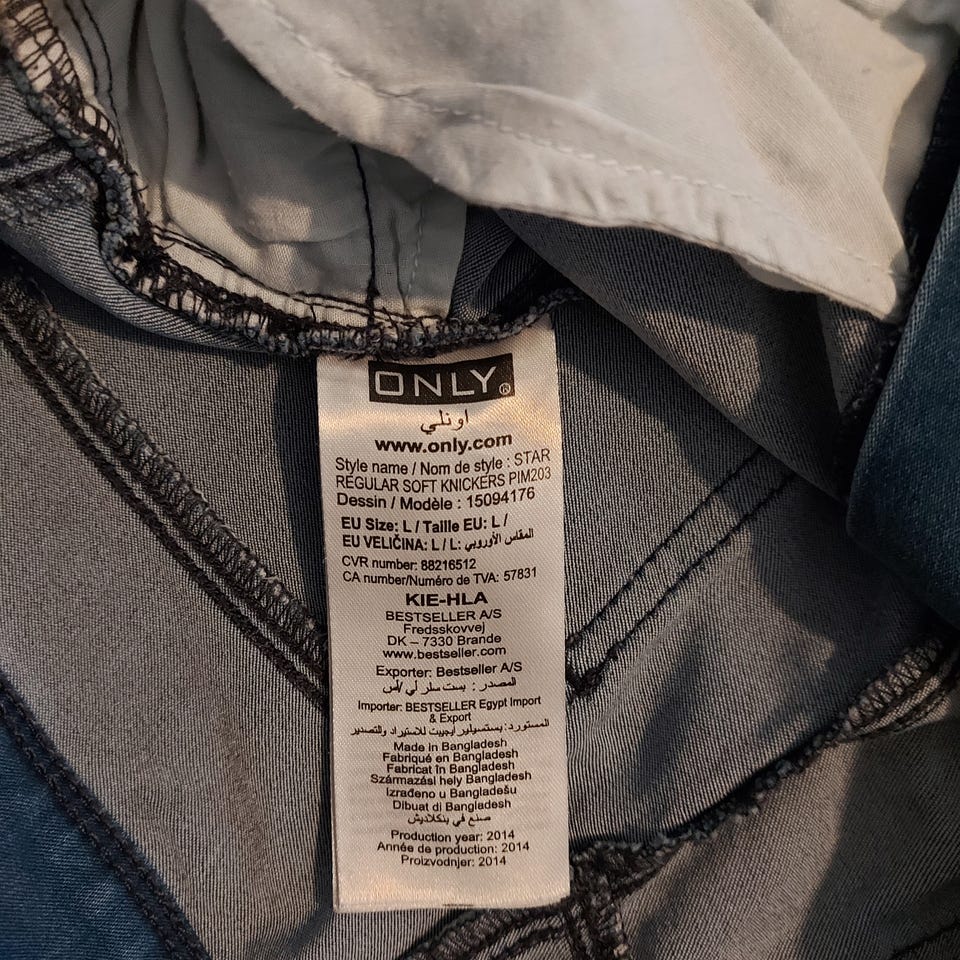 ONLY®
اونلي
www.only.com
Style name / Nom de style : STAR
REGULAR SOFT KNICKERS PIM203
Dessin / Modèle : 15094176
EU Size: L / Taille EU: L /
EU VELIČINA: L / L: المقاس الأوروبي
CVR number: 88216512
CA number/Numéro de TVA: 57831
KIE-HLA
BESTSELLER A/S
Fredsskovvej
DK – 7330 Brande
www.bestseller.com
Exporter: Bestseller A/S
المصدر : بست سلر أي /أس
Importer: BESTSELLER Egypt Import
& Export
المستورد: بستسيلير ايجيبت للاستيراد والتصدير
Made in Bangladesh
Fabriqué en Bangladesh
Fabricat în Bangladesh
Származási hely Bangladesh
Izrađeno u Bangladešu
Dibuat di Bangladesh
صنع في بنكلاديش
Production year: 2014
Année de production: 2014
Proizvodnjer: 2014